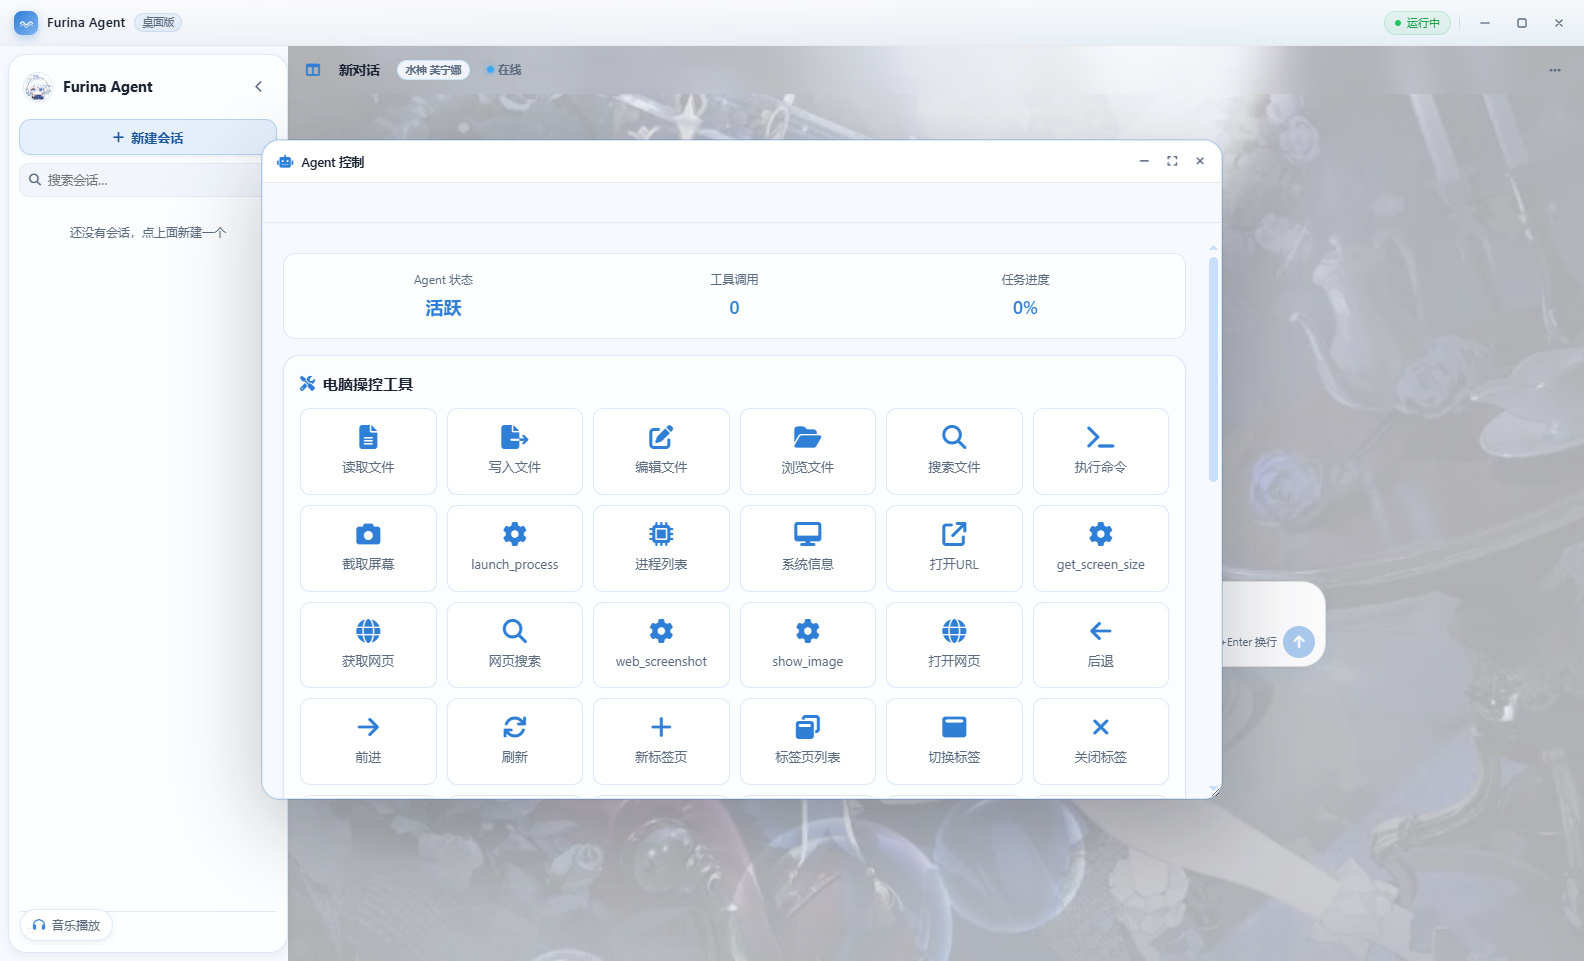 Furina Agent 桌面版
运行中
Furina Agent
新建会话
搜索会话...
还没有会话，点上面新建一个
音乐播放
新对话 水神 芙宁娜 在线
Agent 控制
Agent 状态 工具调用 任务进度
活跃 0 0%
电脑操控工具
读取文件 写入文件 编辑文件 浏览文件 搜索文件 执行命令
截取屏幕 launch_process 进程列表 系统信息 打开URL get_screen_size
获取网页 网页搜索 web_screenshot show_image 打开网页 后退
前进 刷新 新标签页 标签页列表 切换标签 关闭标签
+Enter 换行